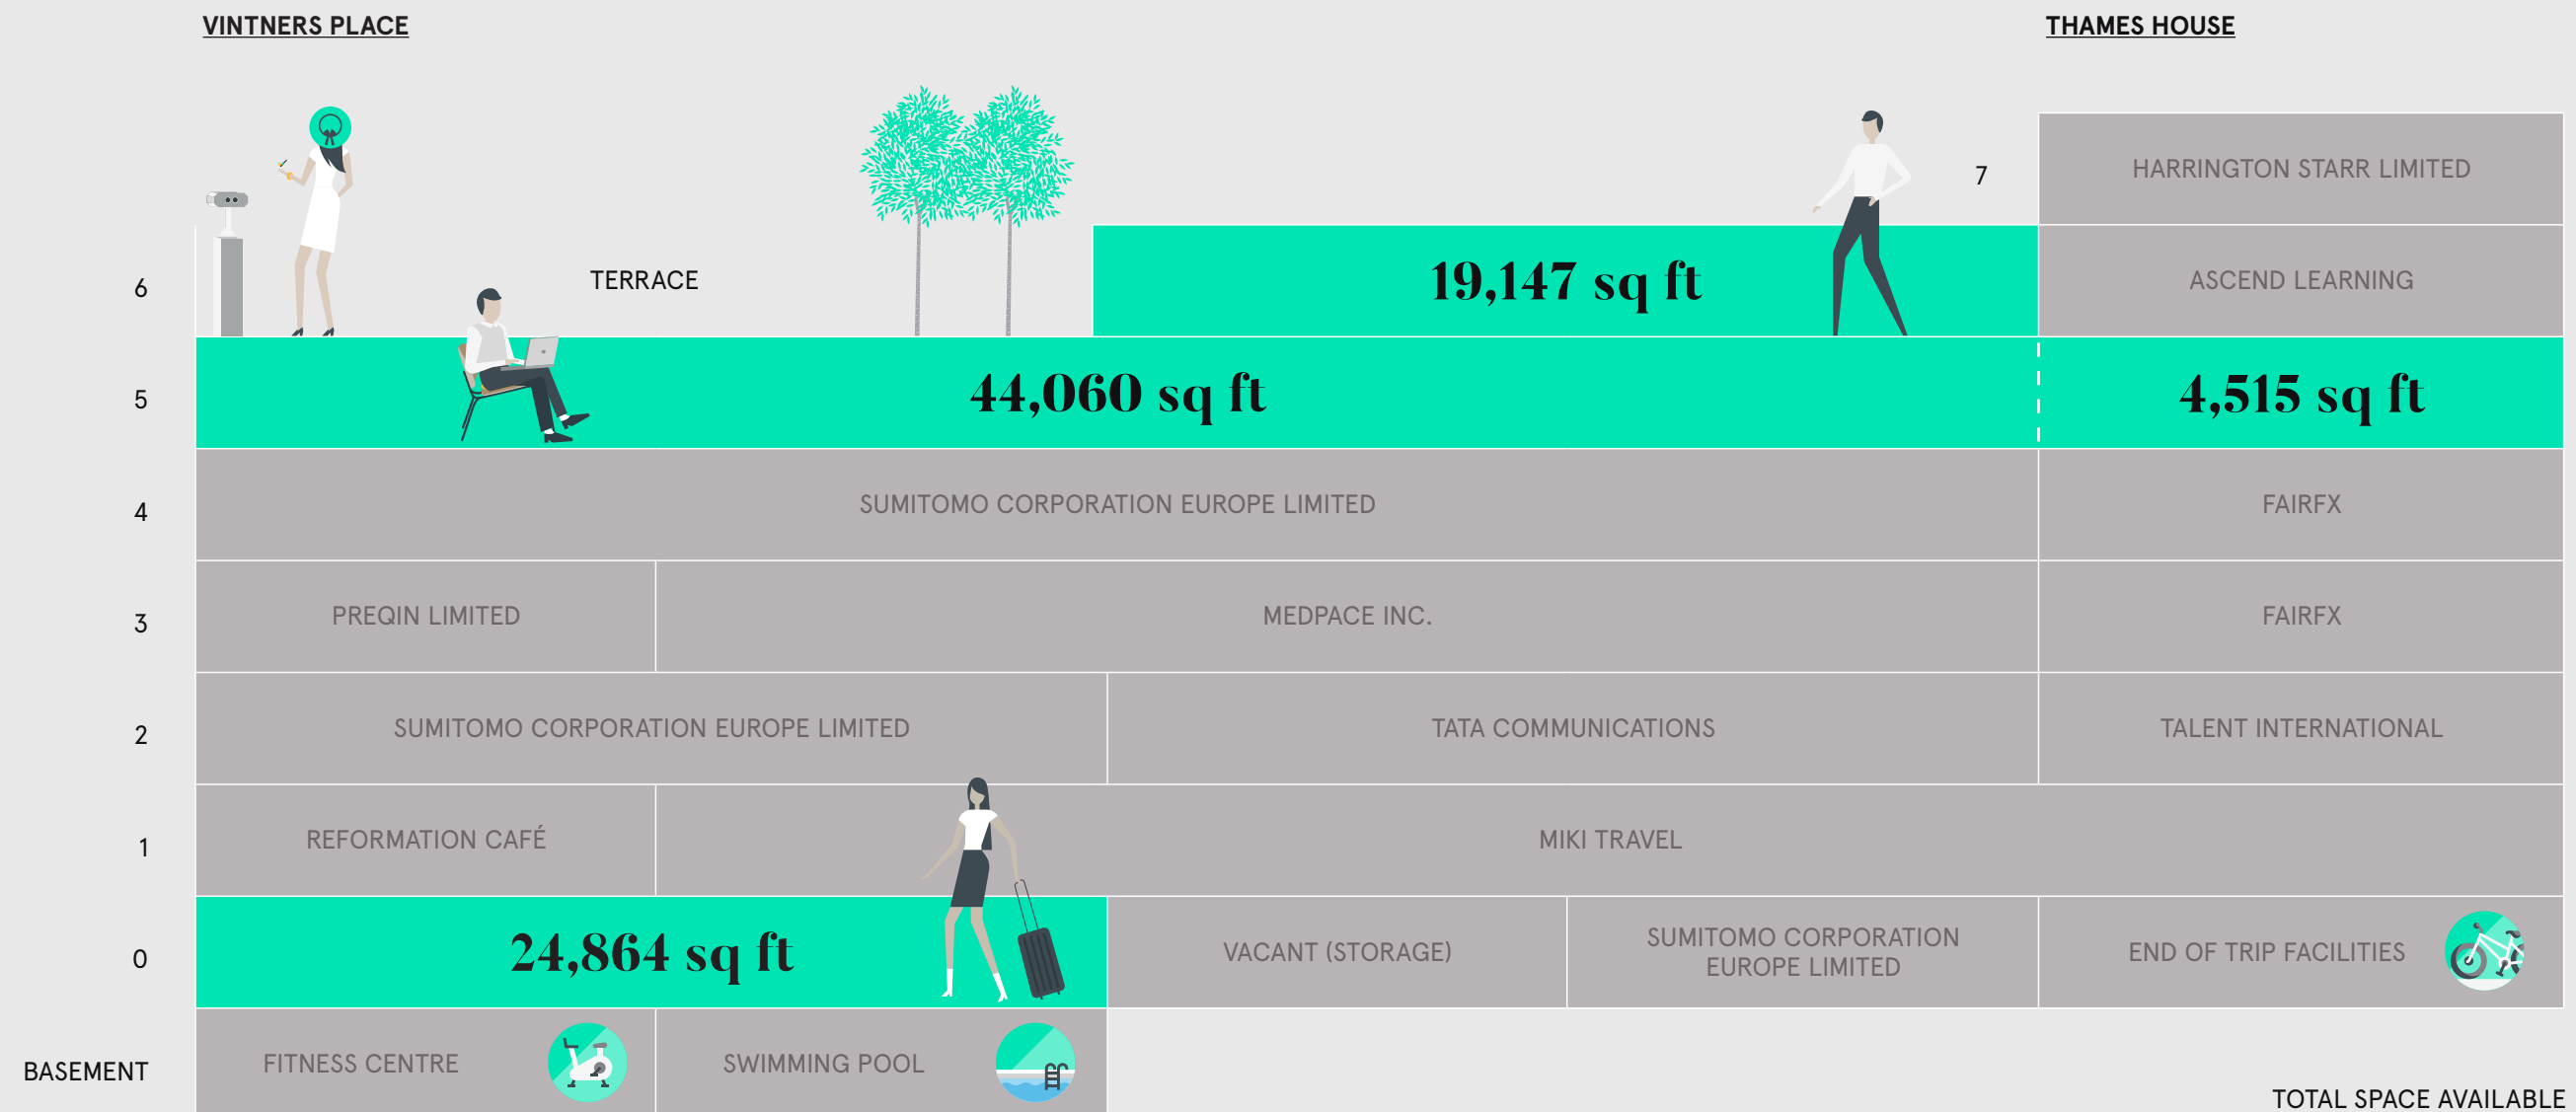 VINTNERS PLACE
THAMES HOUSE
7
HARRINGTON STARR LIMITED
6
TERRACE
19,147 sq ft
ASCEND LEARNING
5
44,060 sq ft
4,515 sq ft
4
SUMITOMO CORPORATION EUROPE LIMITED
FAIRFX
3
PREQIN LIMITED
MEDPACE INC.
FAIRFX
2
SUMITOMO CORPORATION EUROPE LIMITED
TATA COMMUNICATIONS
TALENT INTERNATIONAL
1
REFORMATION CAFÉ
MIKI TRAVEL
0
24,864 sq ft
VACANT (STORAGE)
SUMITOMO CORPORATION
EUROPE LIMITED
END OF TRIP FACILITIES
BASEMENT
FITNESS CENTRE
SWIMMING POOL
TOTAL SPACE AVAILABLE